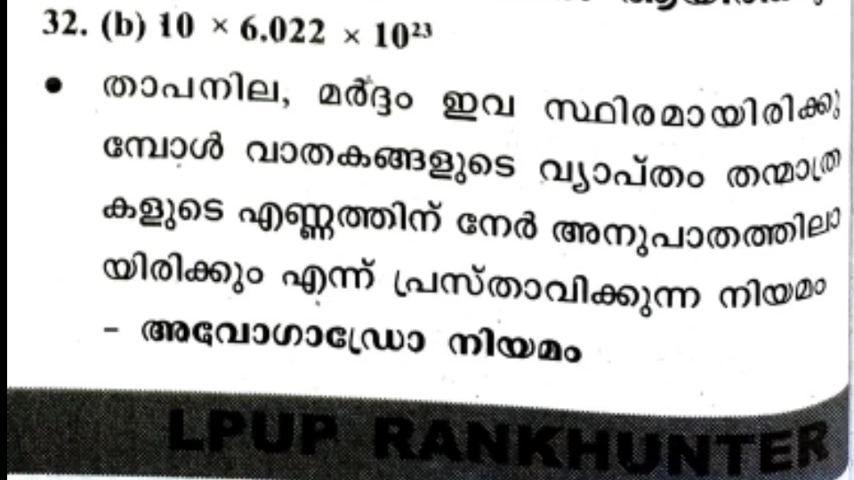 32. (b) 10 × 6.022 × 10²³
• താപനില, മർദ്ദം ഇവ സ്ഥിരമായിരിക്കു
മ്പോൾ വാതകങ്ങളുടെ വ്യാപ്തം തന്മാത്ര
കളുടെ എണ്ണത്തിന് നേർ അനുപാതത്തിലാ
യിരിക്കും എന്ന് പ്രസ്താവിക്കുന്ന നിയമം
– അവോഗാഡ്രോ നിയമം
LPUP RANKHUNTER